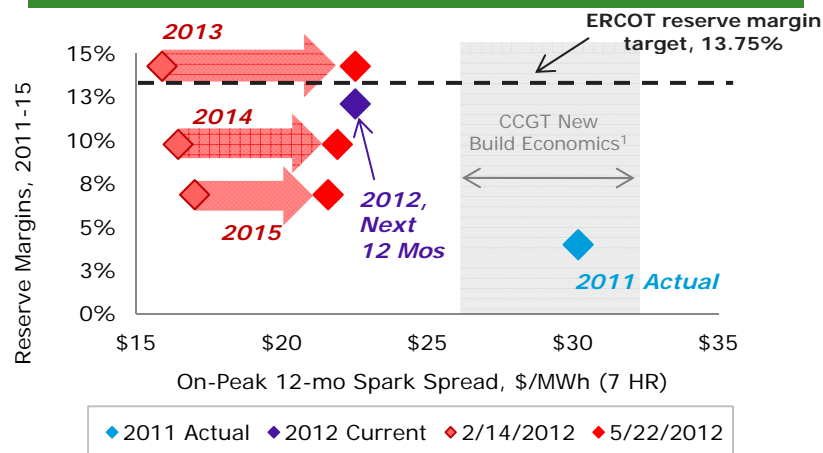 2013
ERCOT reserve margin
target, 13.75%
15%
13%
10%
8%
5%
3%
0%
Reserve Margins, 2011-15
2014
CCGT New
Build Economics¹
2012,
Next
12 Mos
2015
2011 Actual
$15
$20
$25
$30
$35
On-Peak 12-mo Spark Spread, $/MWh (7 HR)
2011 Actual
2012 Current
2/14/2012
5/22/2012